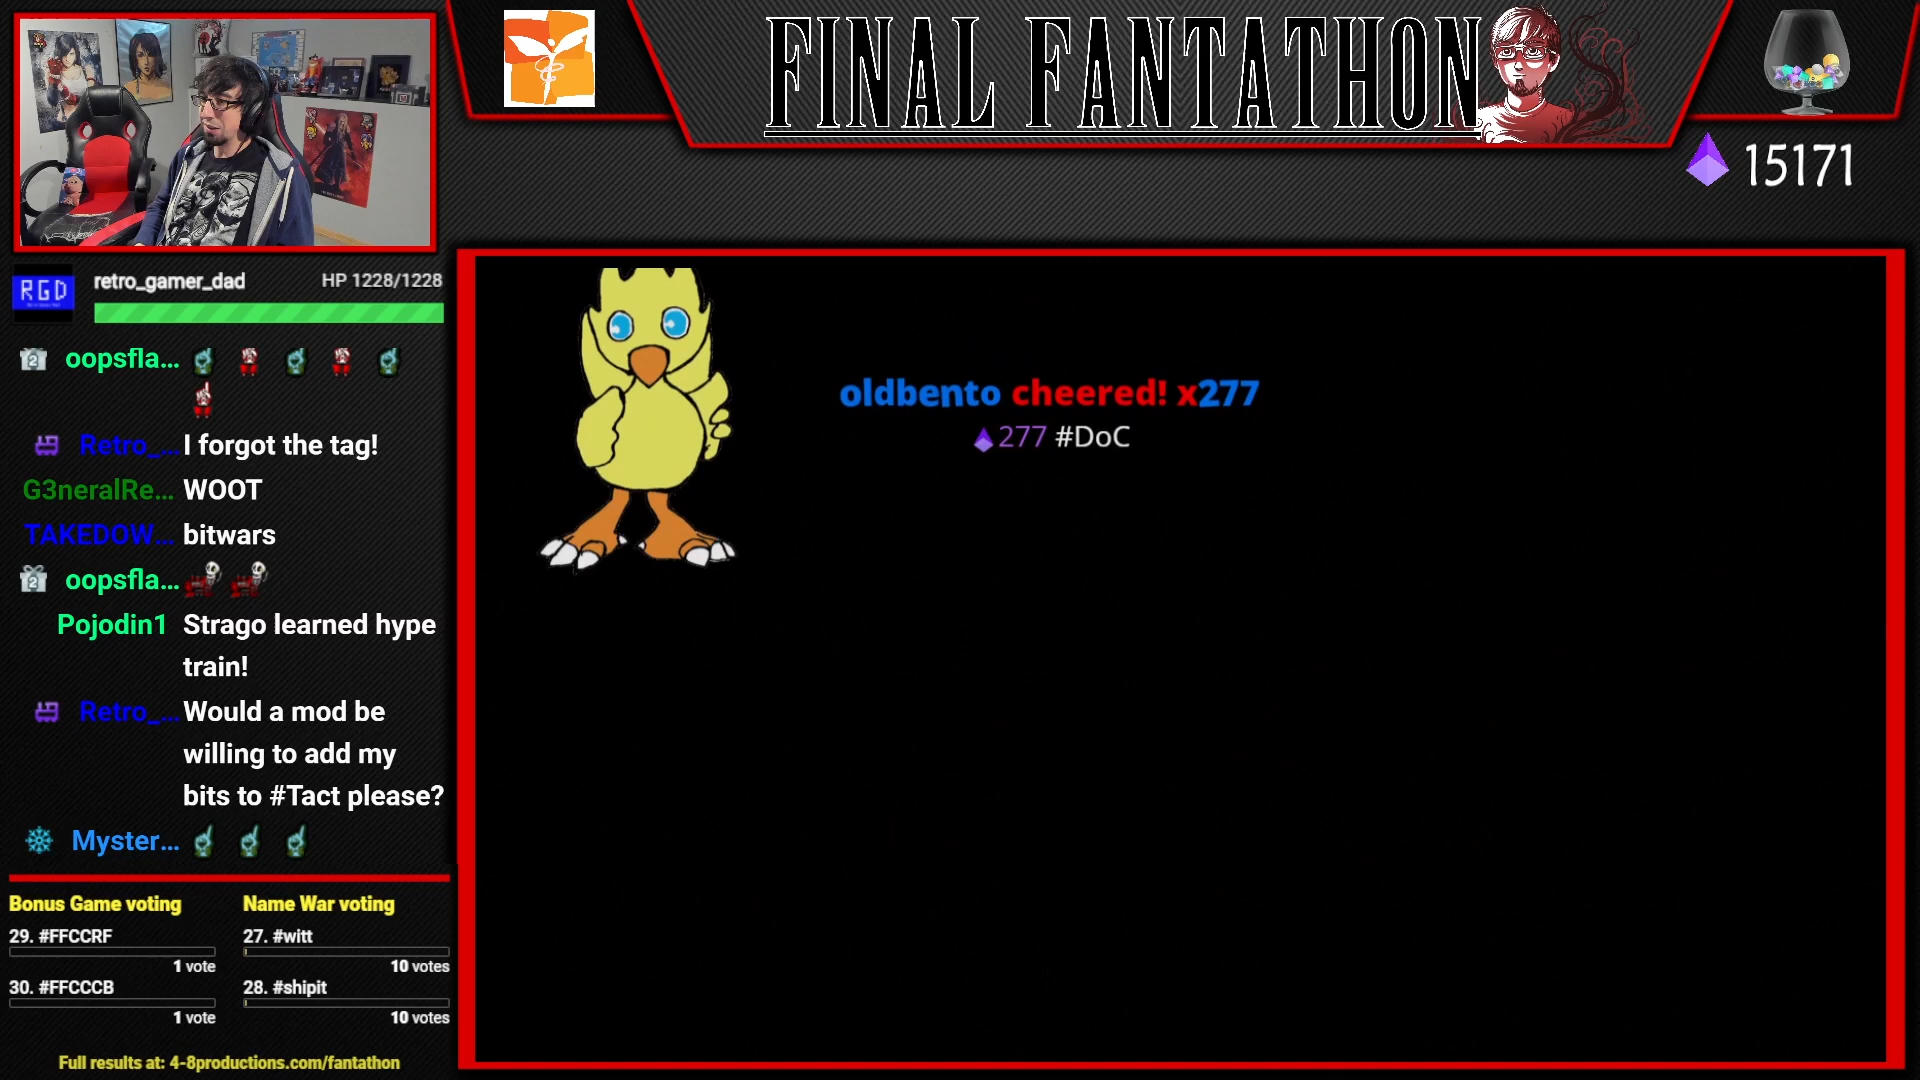 FINAL FANTATHON
15171
RGD
retro_gamer_dad
HP 1228/1228
oopsfla...
Retro_... I forgot the tag!
G3neralRe... WOOT
TAKEDOW... bitwars
oopsfla...
Pojodin1 Strago learned hype
train!
Retro_... Would a mod be
willing to add my
bits to #Tact please?
Myster...
oldbento cheered! x277
277 #DoC
Bonus Game voting
29. #FFCCRF
1 vote
30. #FFCCCB
1 vote
Name War voting
27. #witt
10 votes
28. #shipit
10 votes
Full results at: 4-8productions.com/fantathon